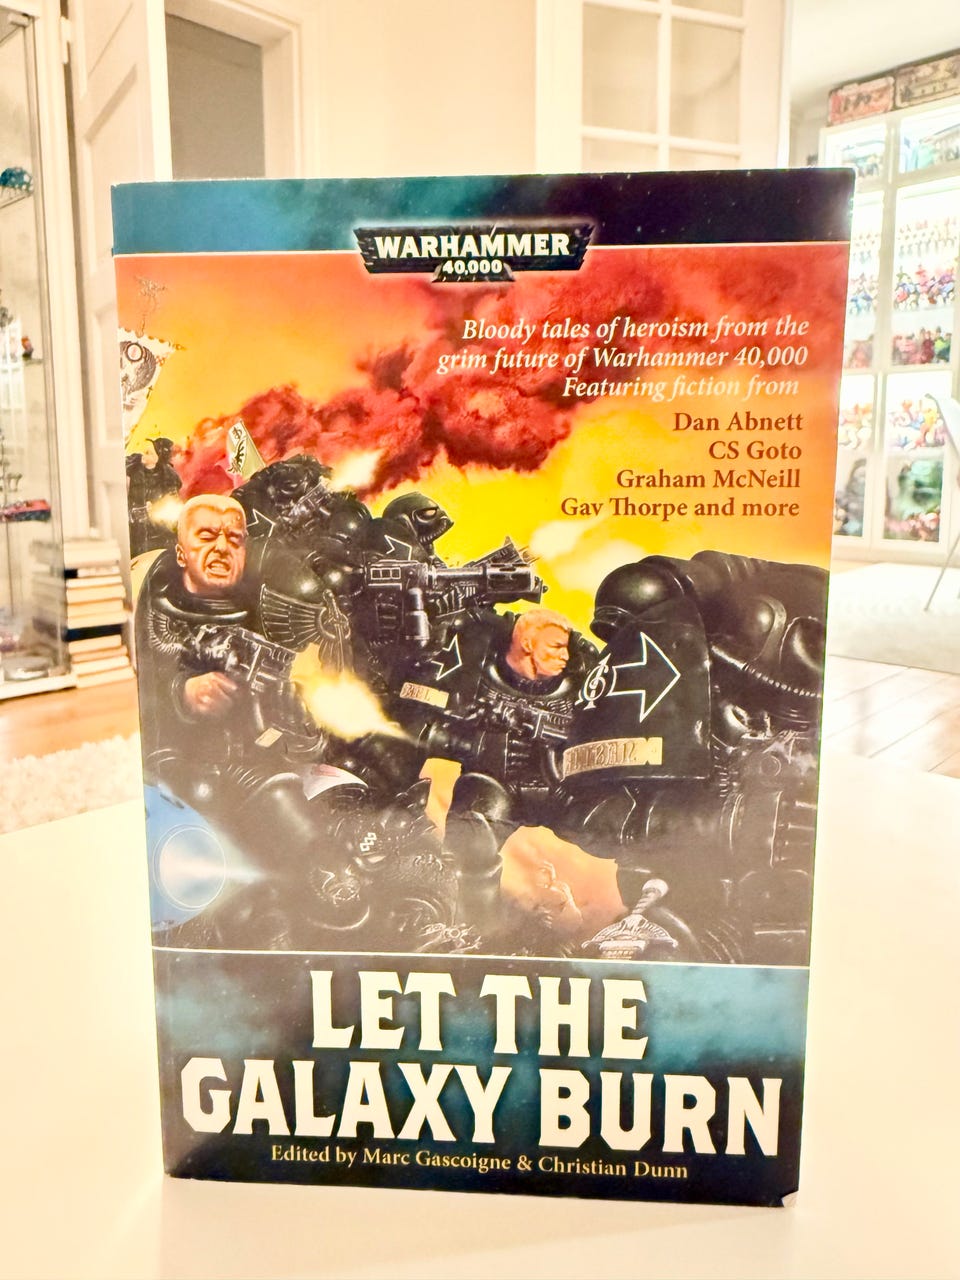 WARHAMMER
40,000
Bloody tales of heroism from the
grim future of Warhammer 40,000
Featuring fiction from
Dan Abnett
CS Goto
Graham McNeill
Gav Thorpe and more
LET THE
GALAXY BURN
Edited by Marc Gascoigne & Christian Dunn